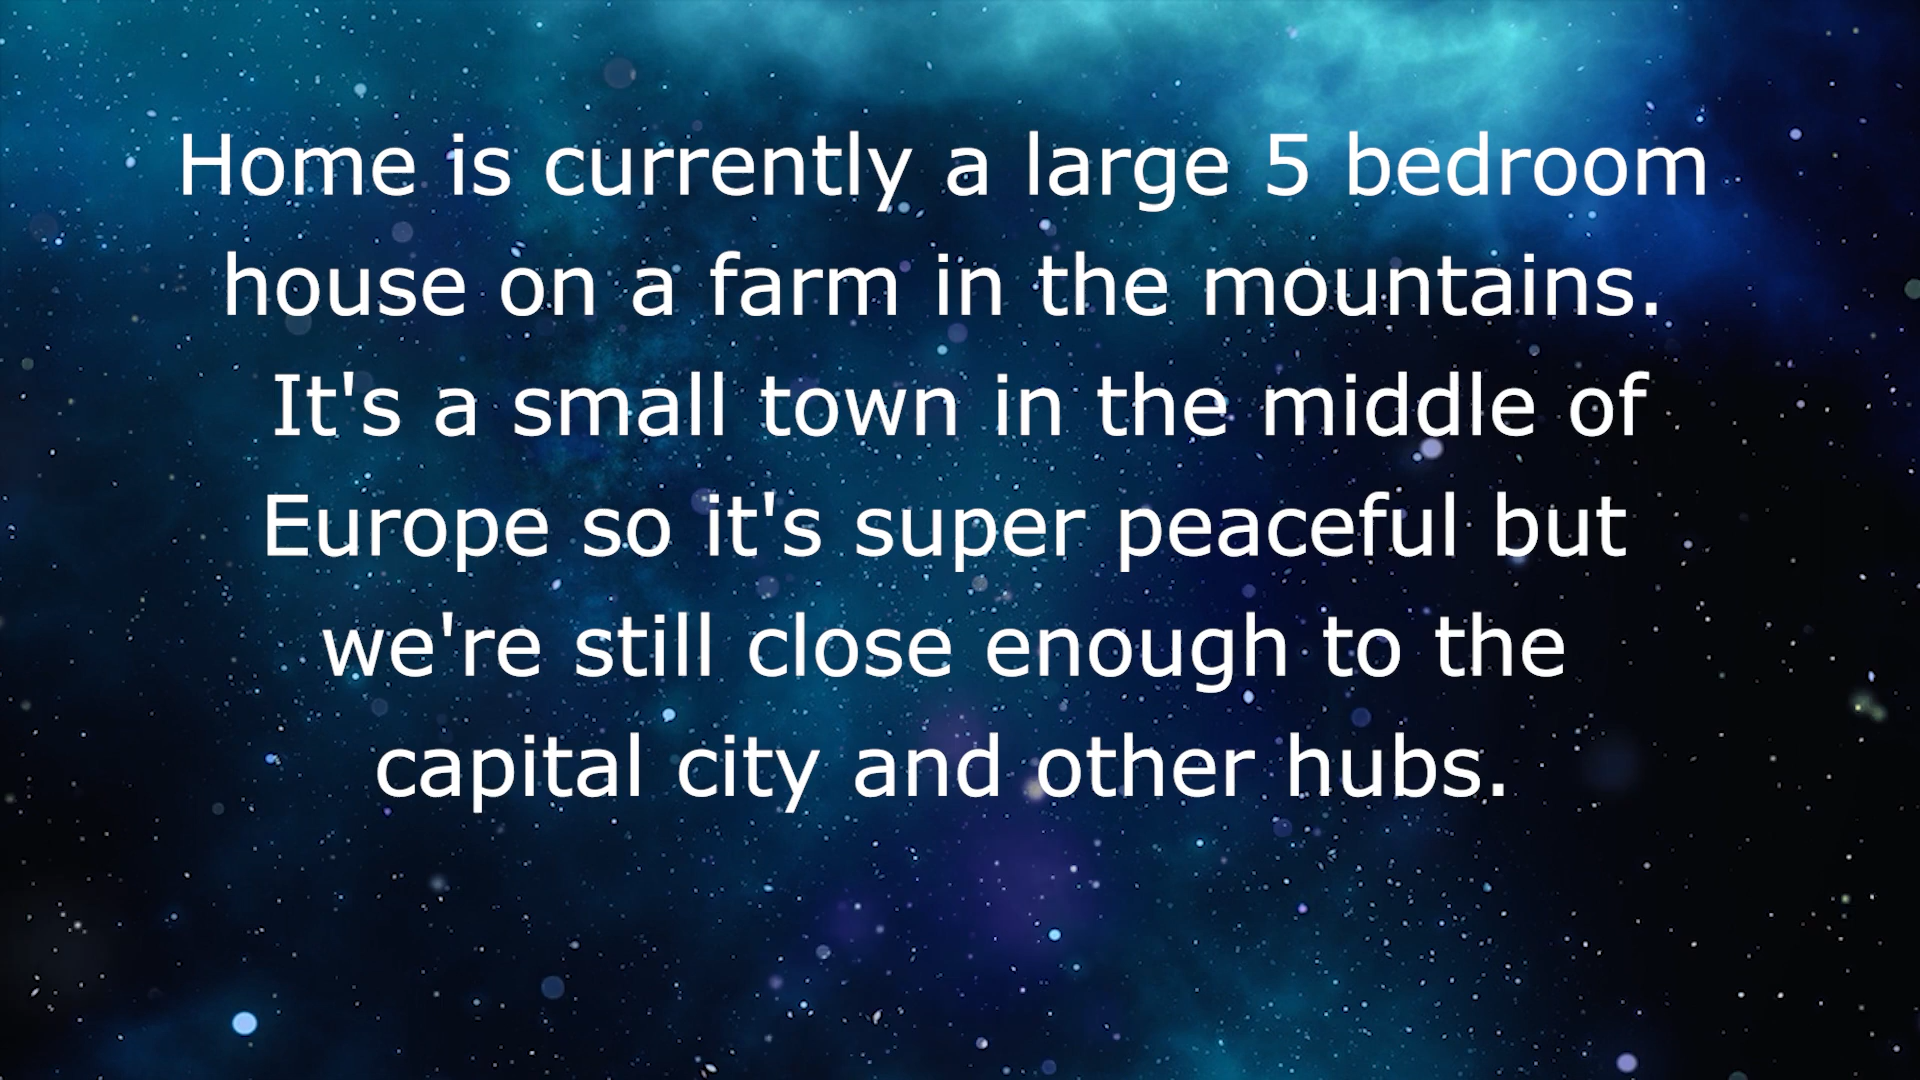 Home is currently a large 5 bedroom
house on a farm in the mountains.
It's a small town in the middle of
Europe so it's super peaceful but
we're still close enough to the
capital city and other hubs.